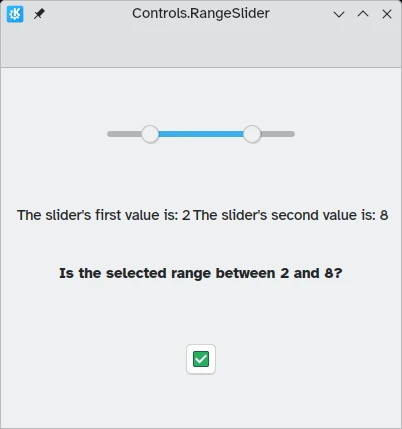 Controls.RangeSlider
The slider's first value is: 2 The slider's second value is: 8
Is the selected range between 2 and 8?